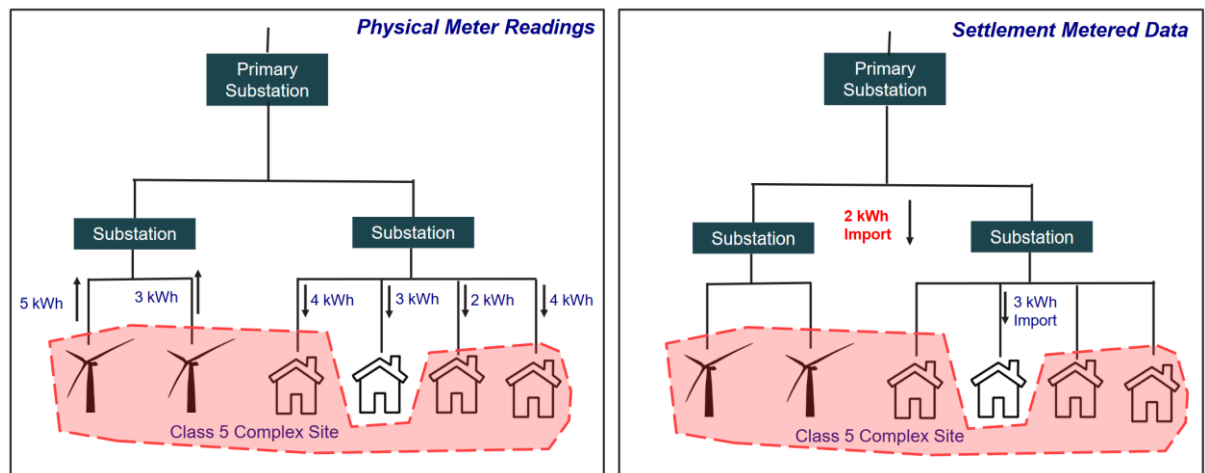 Physical Meter Readings
Primary
Substation
Substation
Substation
5 kWh
3 kWh
4 kWh
3 kWh
2 kWh
4 kWh
Class 5 Complex Site
Settlement Metered Data
Primary
Substation
2 kWh
Import
Substation
Substation
3 kWh
Import
Class 5 Complex Site